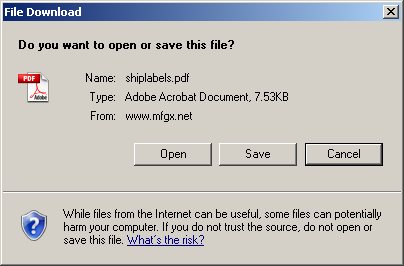 File Download
Do you want to open or save this file?
PDF
Adobe
Name: shiplabels.pdf
Type: Adobe Acrobat Document, 7.53KB
From: www.mfgx.net
Open Save Cancel
While files from the Internet can be useful, some files can potentially
harm your computer. If you do not trust the source, do not open or
save this file. What's the risk?